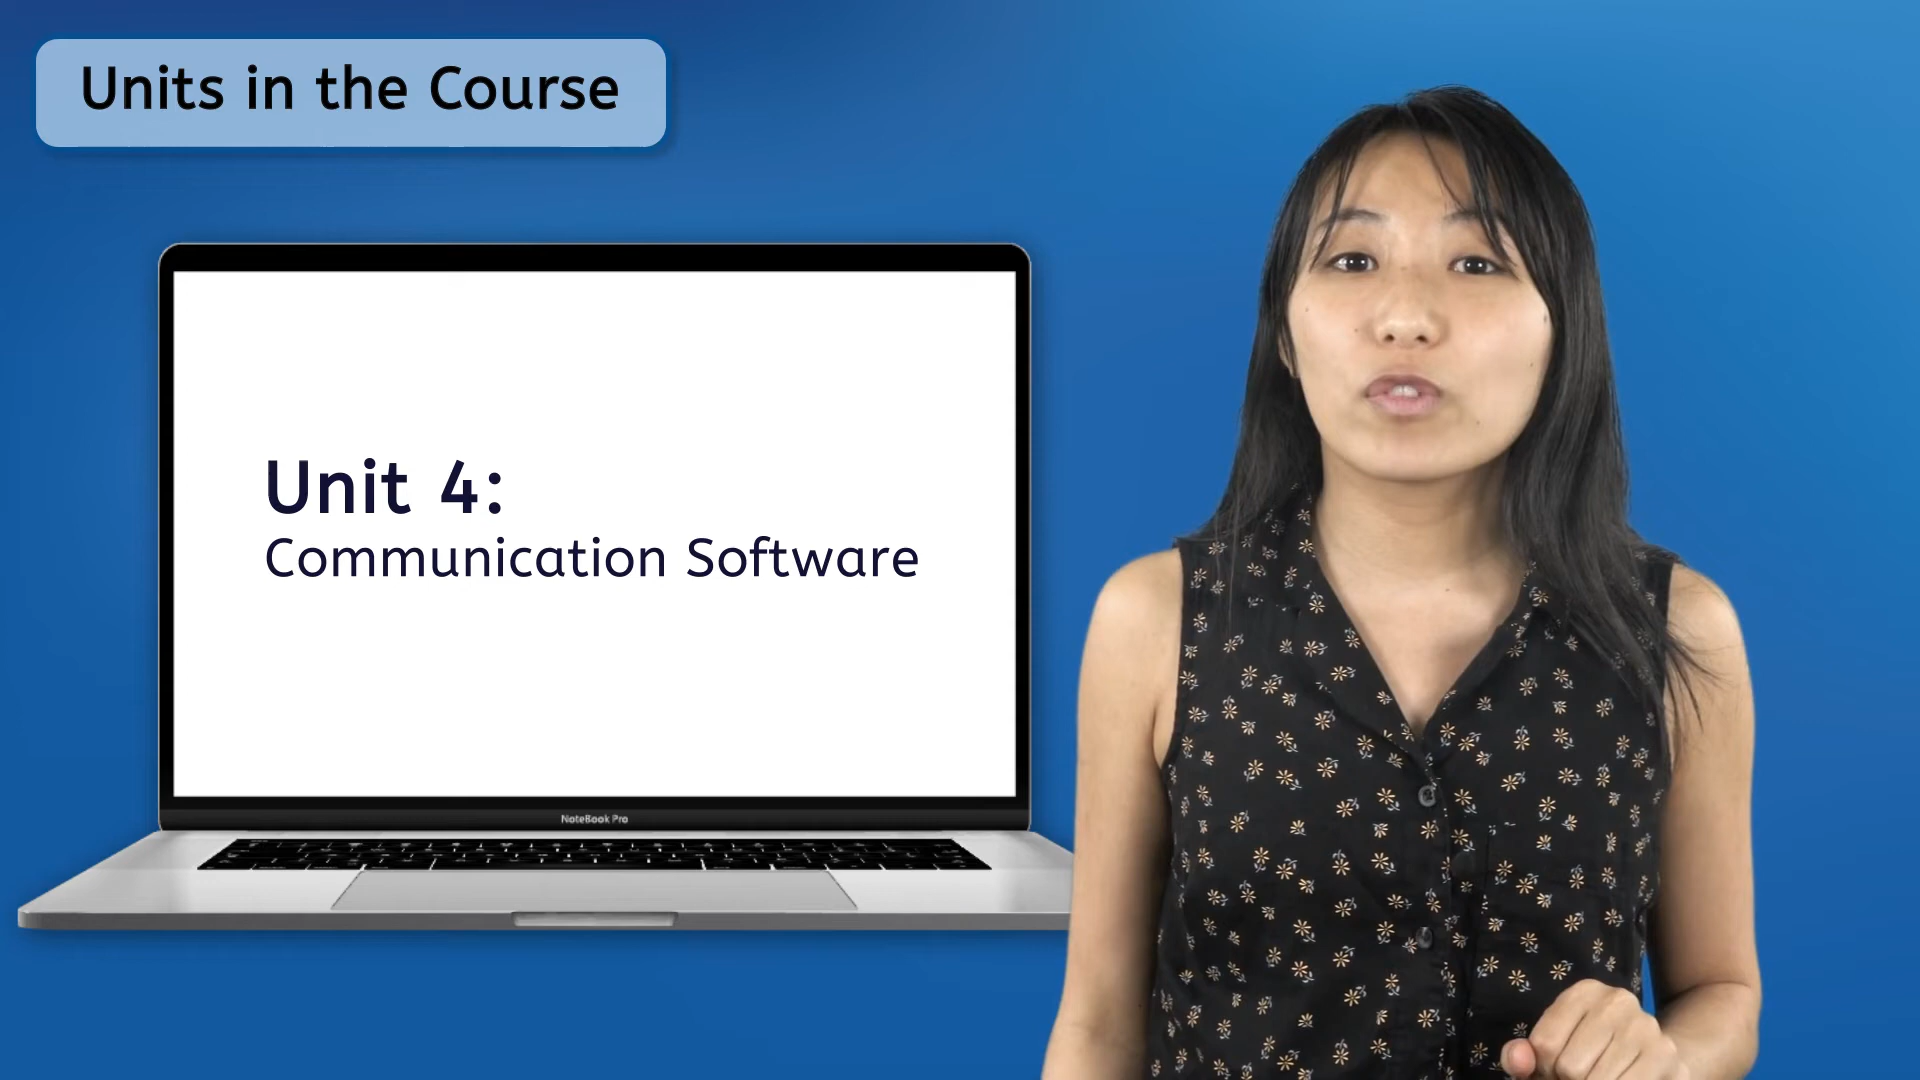 Units in the Course
Unit 4:
Communication Software
NoteBook Pro